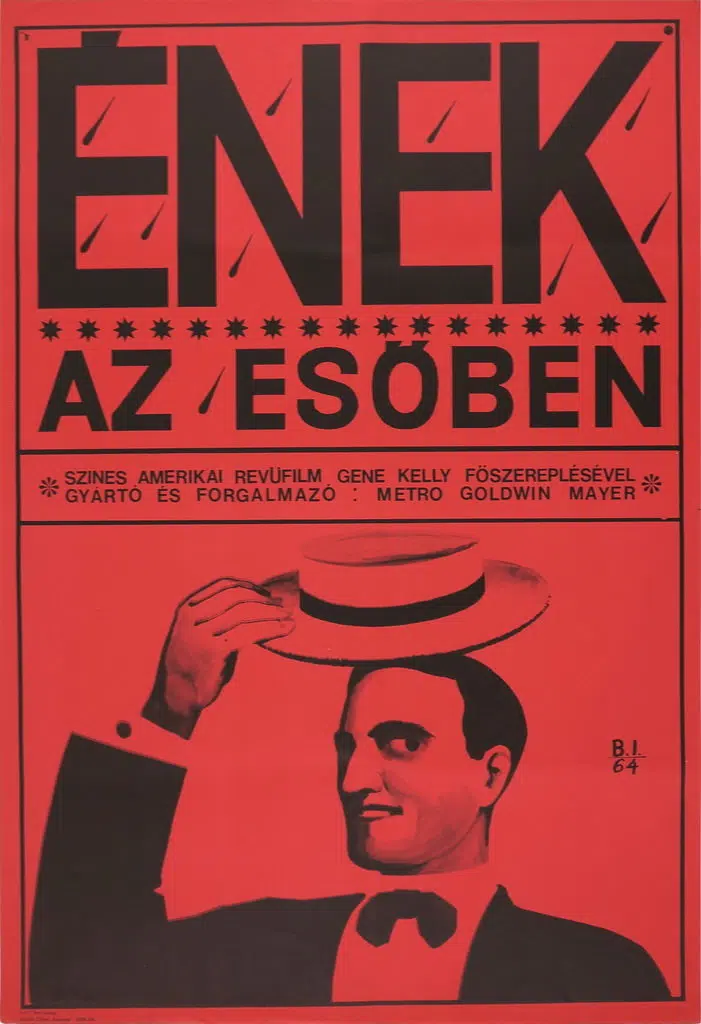 ÉNEK
AZ ESŐBEN
SZINES AMERIKAI REVÜFILM GENE KELLY FŐSZEREPLÉSÉVEL
GYÁRTÓ ÉS FORGALMAZÓ : METRO GOLDWIN MAYER
B.I.
64